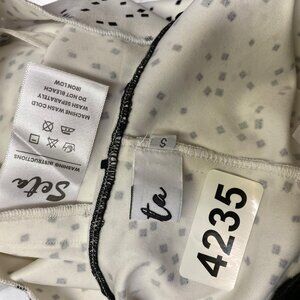 Seta
WASHING INSTRUCTIONS
MACHINE WASH COLD
WASH SEPARATELY
DO NOT BLEACH
IRON LOW
S
ta
4235